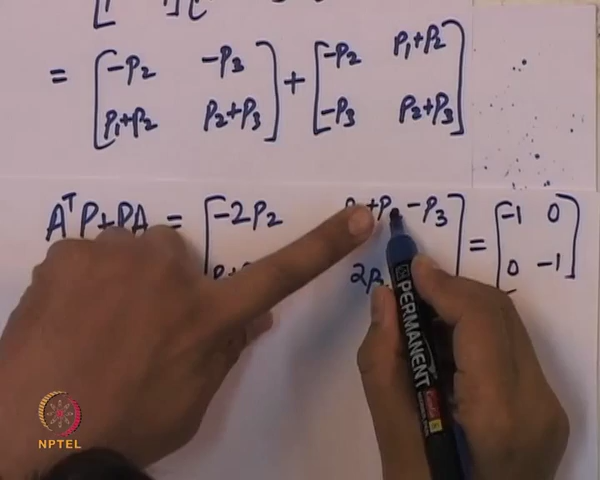 = [ -p₂ -p₃ ] + [ -p₂ p₁+p₂ ]
[ p₁+p₂ p₂+p₃ ] [ -p₃ p₂+p₃ ]
AᵀP+PA = [ -2p₂ -p₃ ] = [ -1 0 ]
[ 0 -1 ]
PERMANENT
NPTEL